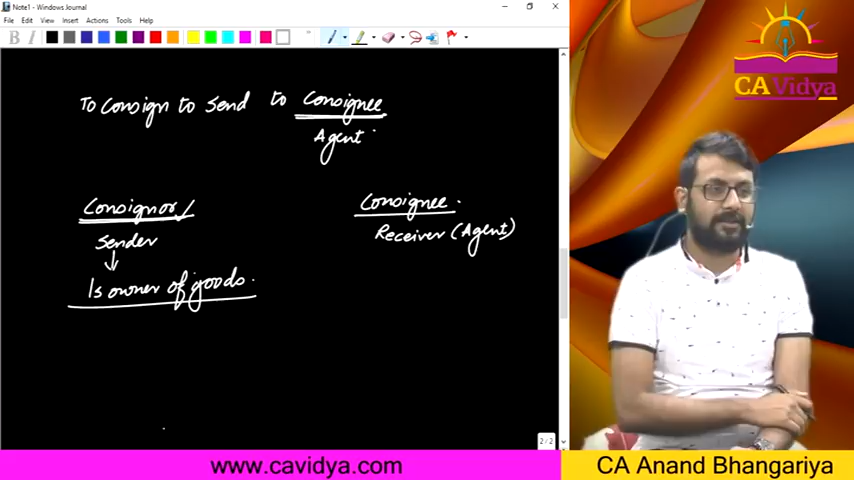 Note1 - Windows Journal
File Edit View Insert Actions Tools Help
B I
To Consign to Send to Consignee
Agent
Consignor
Sender
Is owner of goods.
Consignee.
Receiver (Agent)
2 / 2
CA Vidya
www.cavidya.com
CA Anand Bhangariya